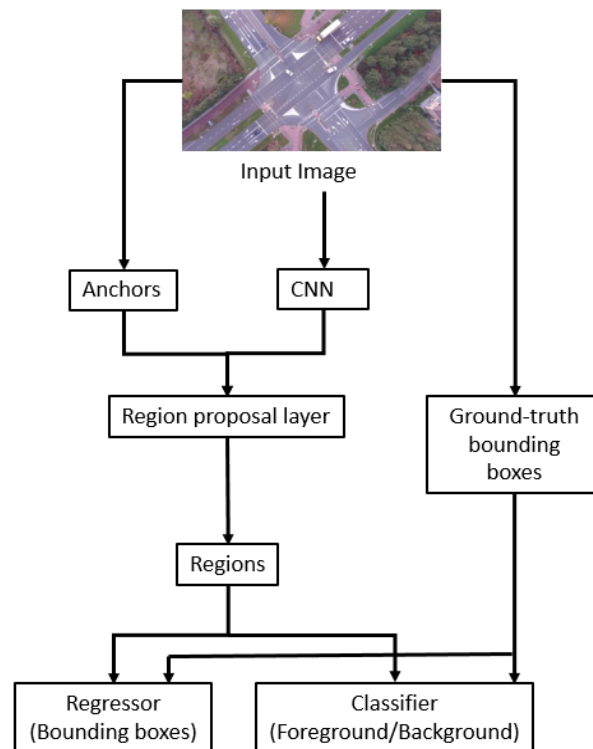 Input Image
Anchors
CNN
Region proposal layer
Ground-truth
bounding
boxes
Regions
Regressor
(Bounding boxes)
Classifier
(Foreground/Background)